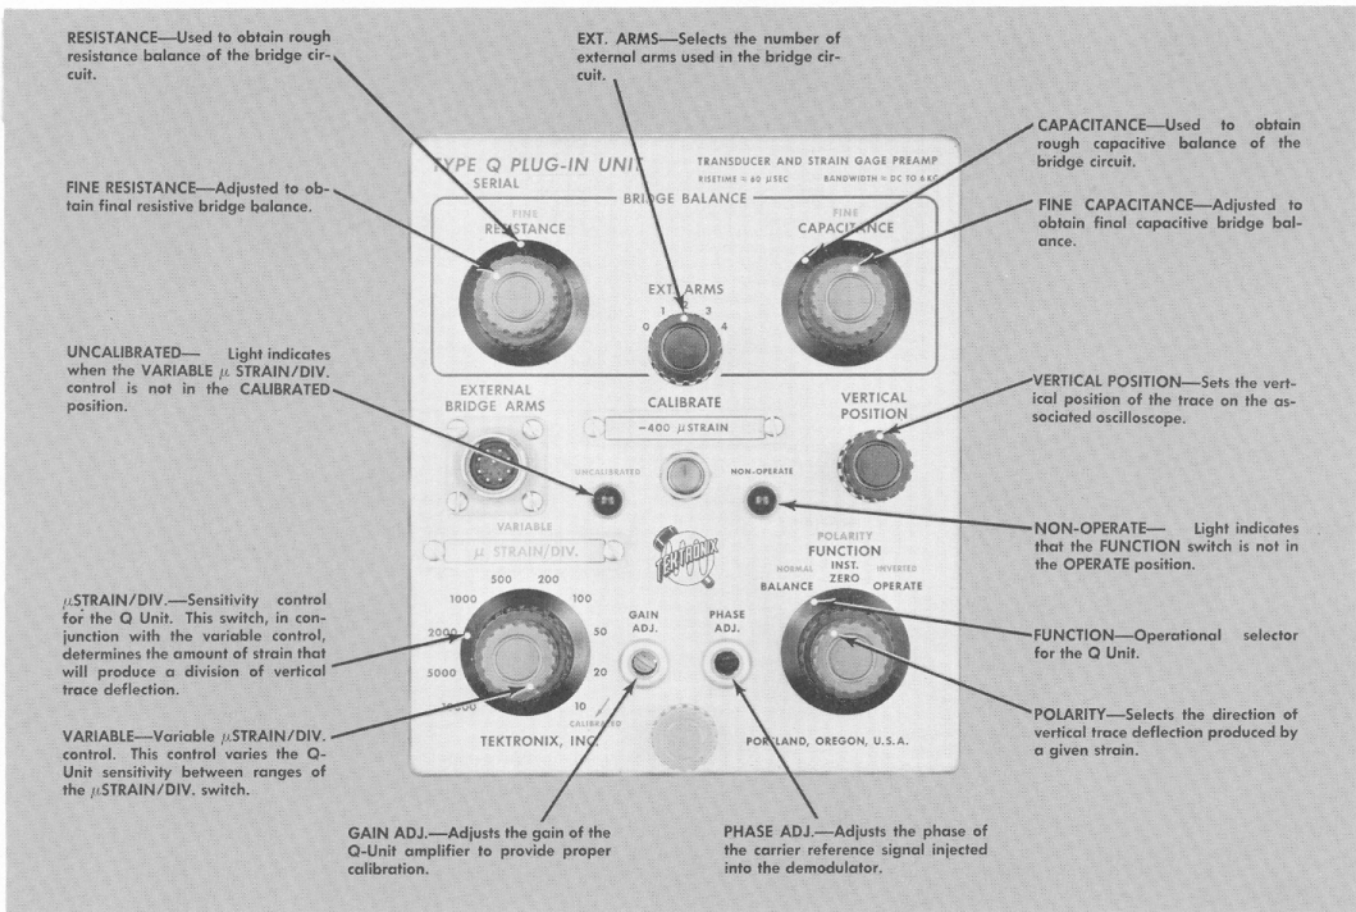 RESISTANCE—Used to obtain rough
resistance balance of the bridge cir-
cuit.
EXT. ARMS—Selects the number of
external arms used in the bridge cir-
cuit.
CAPACITANCE—Used to obtain
rough capacitive balance of the
bridge circuit.
FINE RESISTANCE—Adjusted to ob-
tain final resistive bridge balance.
FINE CAPACITANCE—Adjusted to
obtain final capacitive bridge bal-
ance.
TYPE Q PLUG-IN UNIT
SERIAL
TRANSDUCER AND STRAIN GAGE PREAMP
RISETIME ≈ 60 μSEC BANDWIDTH ≈ DC TO 6 KC
BRIDGE BALANCE
FINE
RESISTANCE
FINE
CAPACITANCE
EXT. ARMS
0 1 2 3 4
UNCALIBRATED— Light indicates
when the VARIABLE μ STRAIN/DIV.
control is not in the CALIBRATED
position.
EXTERNAL
BRIDGE ARMS
CALIBRATE
-400 μSTRAIN
VERTICAL
POSITION
VERTICAL POSITION—Sets the vert-
ical position of the trace on the as-
sociated oscilloscope.
UNCALIBRATED
NON-OPERATE
NON-OPERATE— Light indicates
that the FUNCTION switch is not in
the OPERATE position.
VARIABLE
μ STRAIN/DIV.
TEKTRONIX
POLARITY
FUNCTION
NORMAL INST. INVERTED
BALANCE ZERO OPERATE
500 200
1000 100
2000 50
5000 20
10
CALIBRATED
GAIN
ADJ.
PHASE
ADJ.
μSTRAIN/DIV.—Sensitivity control
for the Q Unit. This switch, in con-
junction with the variable control,
determines the amount of strain that
will produce a division of vertical
trace deflection.
FUNCTION—Operational selector
for the Q Unit.
VARIABLE—Variable μSTRAIN/DIV.
control. This control varies the Q-
Unit sensitivity between ranges of
the μSTRAIN/DIV. switch.
POLARITY—Selects the direction of
vertical trace deflection produced by
a given strain.
TEKTRONIX, INC.
PORTLAND, OREGON, U.S.A.
GAIN ADJ.—Adjusts the gain of the
Q-Unit amplifier to provide proper
calibration.
PHASE ADJ.—Adjusts the phase of
the carrier reference signal injected
into the demodulator.